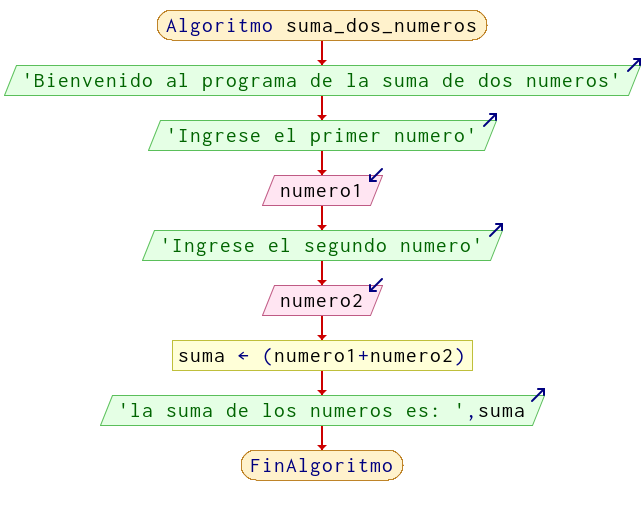 Algoritmo suma_dos_numeros
'Bienvenido al programa de la suma de dos numeros'
'Ingrese el primer numero'
numero1
'Ingrese el segundo numero'
numero2
suma ← (numero1+numero2)
'la suma de los numeros es: ',suma
FinAlgoritmo